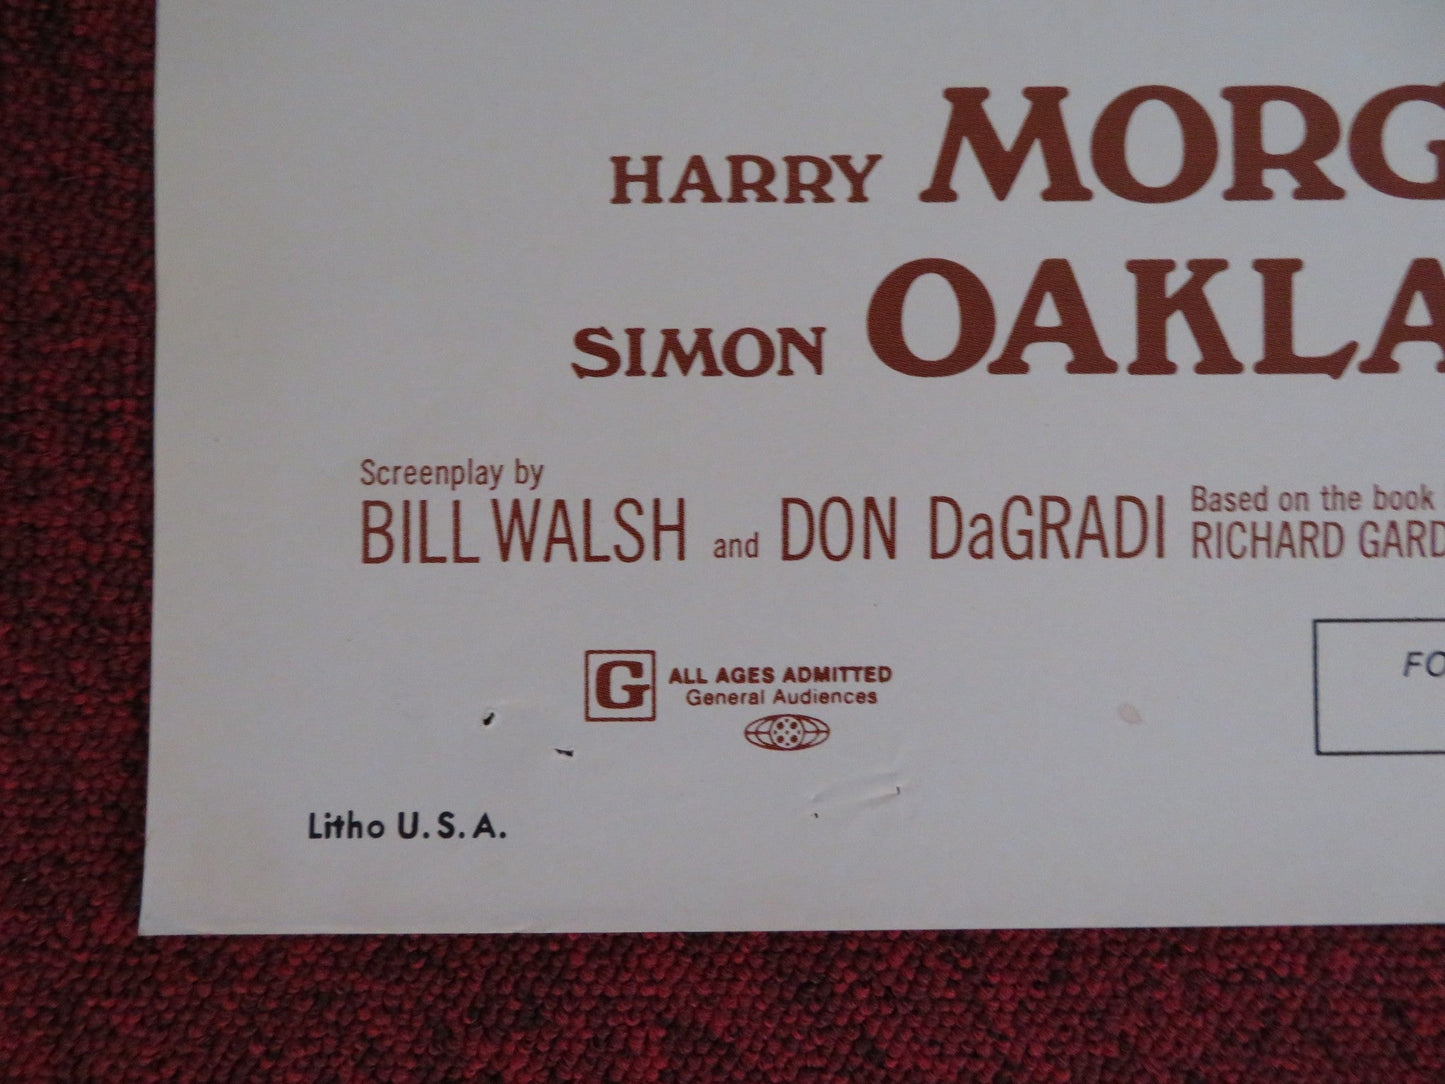 HARRY MORG
SIMON OAKLA
Screenplay by
BILL WALSH and DON DaGRADI
Based on the book
RICHARD GARD
G ALL AGES ADMITTED
General Audiences
FO
Litho U.S.A.